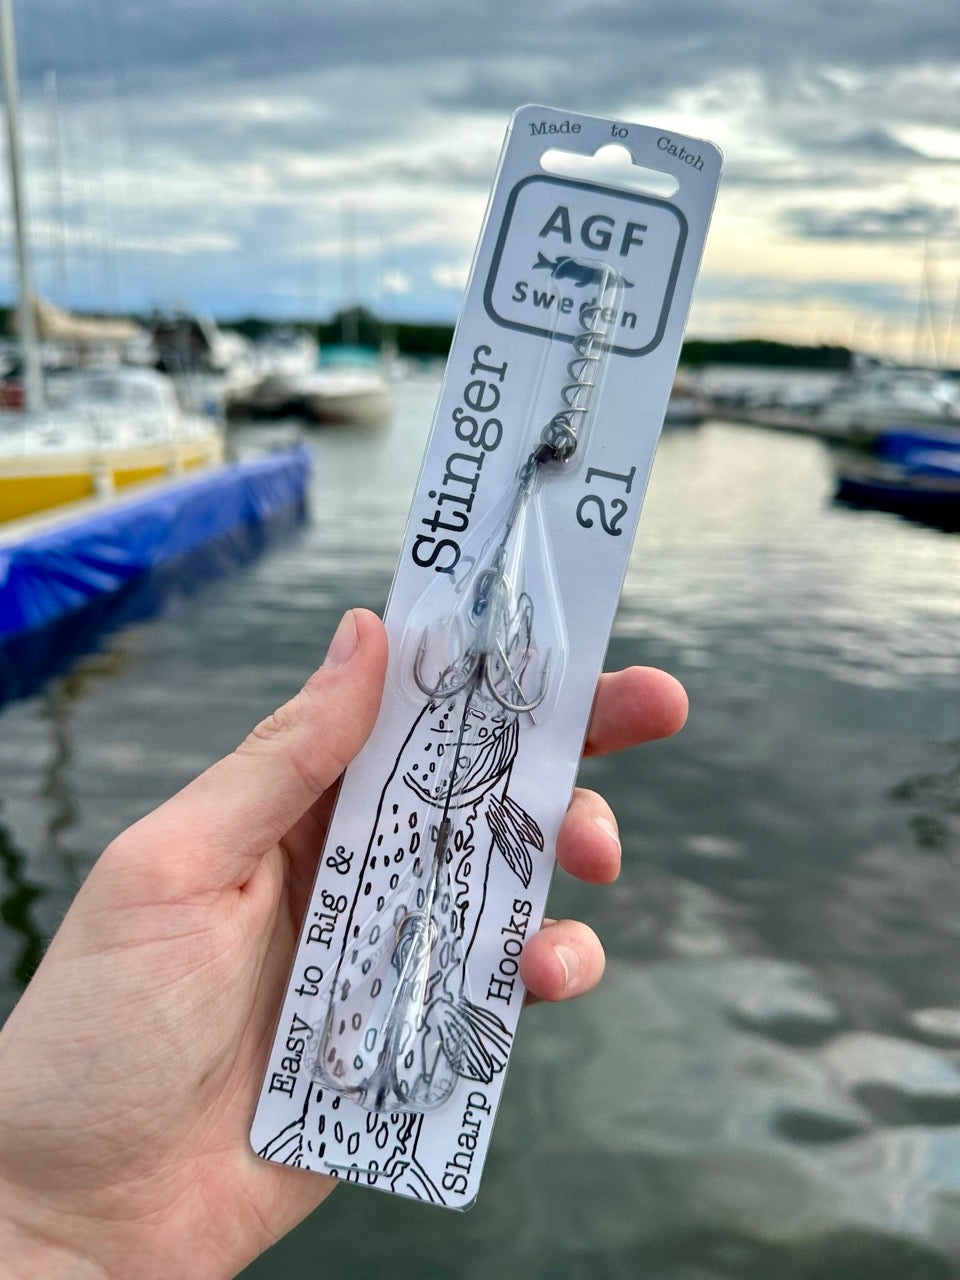 Made to Catch
AGF
Sweden
Stinger
21
Easy to Rig &
Sharp Hooks